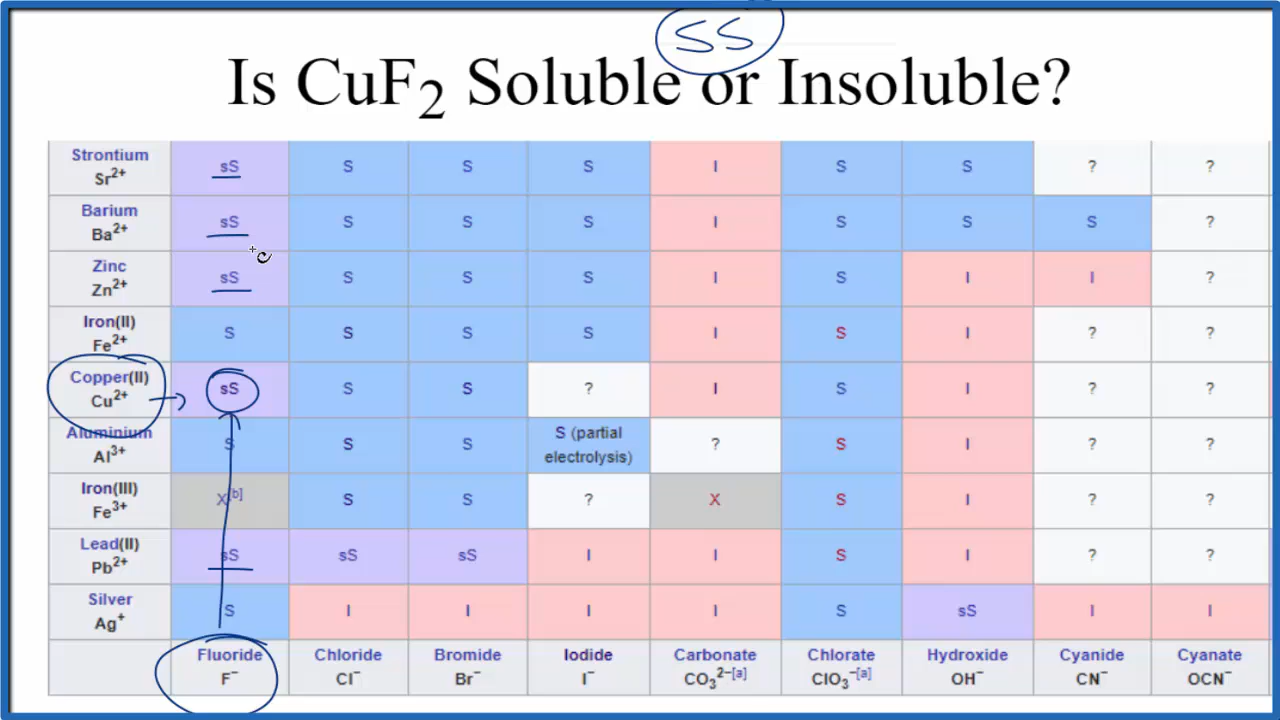 SS
Is CuF₂ Soluble or Insoluble?
Strontium Sr²⁺ sS S S S I S S ? ?
Barium Ba²⁺ sS S S S I S S S ?
Zinc Zn²⁺ sS S S S I S I I ?
Iron(II) Fe²⁺ S S S S I S I ? ?
Copper(II) Cu²⁺ sS S S ? I S I ? ?
Aluminium Al³⁺ S S S S (partial electrolysis) ? S I ? ?
Iron(III) Fe³⁺ X[b] S S ? X S I ? ?
Lead(II) Pb²⁺ sS sS sS I I S I ? ?
Silver Ag⁺ S I I I I S sS I I
Fluoride F⁻ Chloride Cl⁻ Bromide Br⁻ Iodide I⁻ Carbonate CO₃²⁻[a] Chlorate ClO₃⁻[a] Hydroxide OH⁻ Cyanide CN⁻ Cyanate OCN⁻